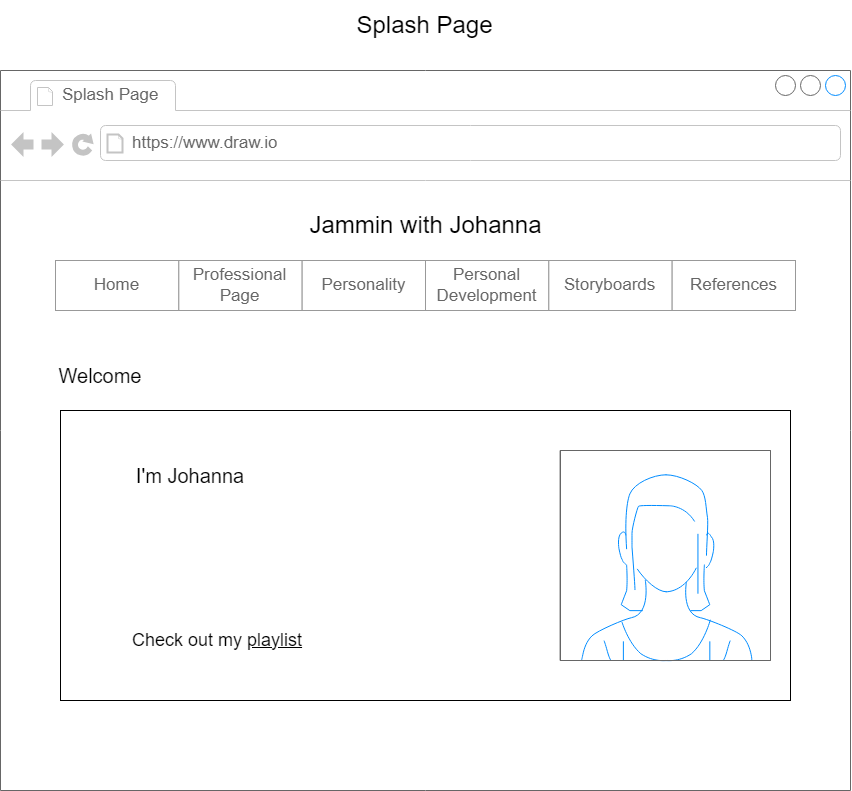 Splash Page
Splash Page
https://www.draw.io
Jammin with Johanna
Home
Professional
Page
Personality
Personal
Development
Storyboards
References
Welcome
I'm Johanna
Check out my playlist